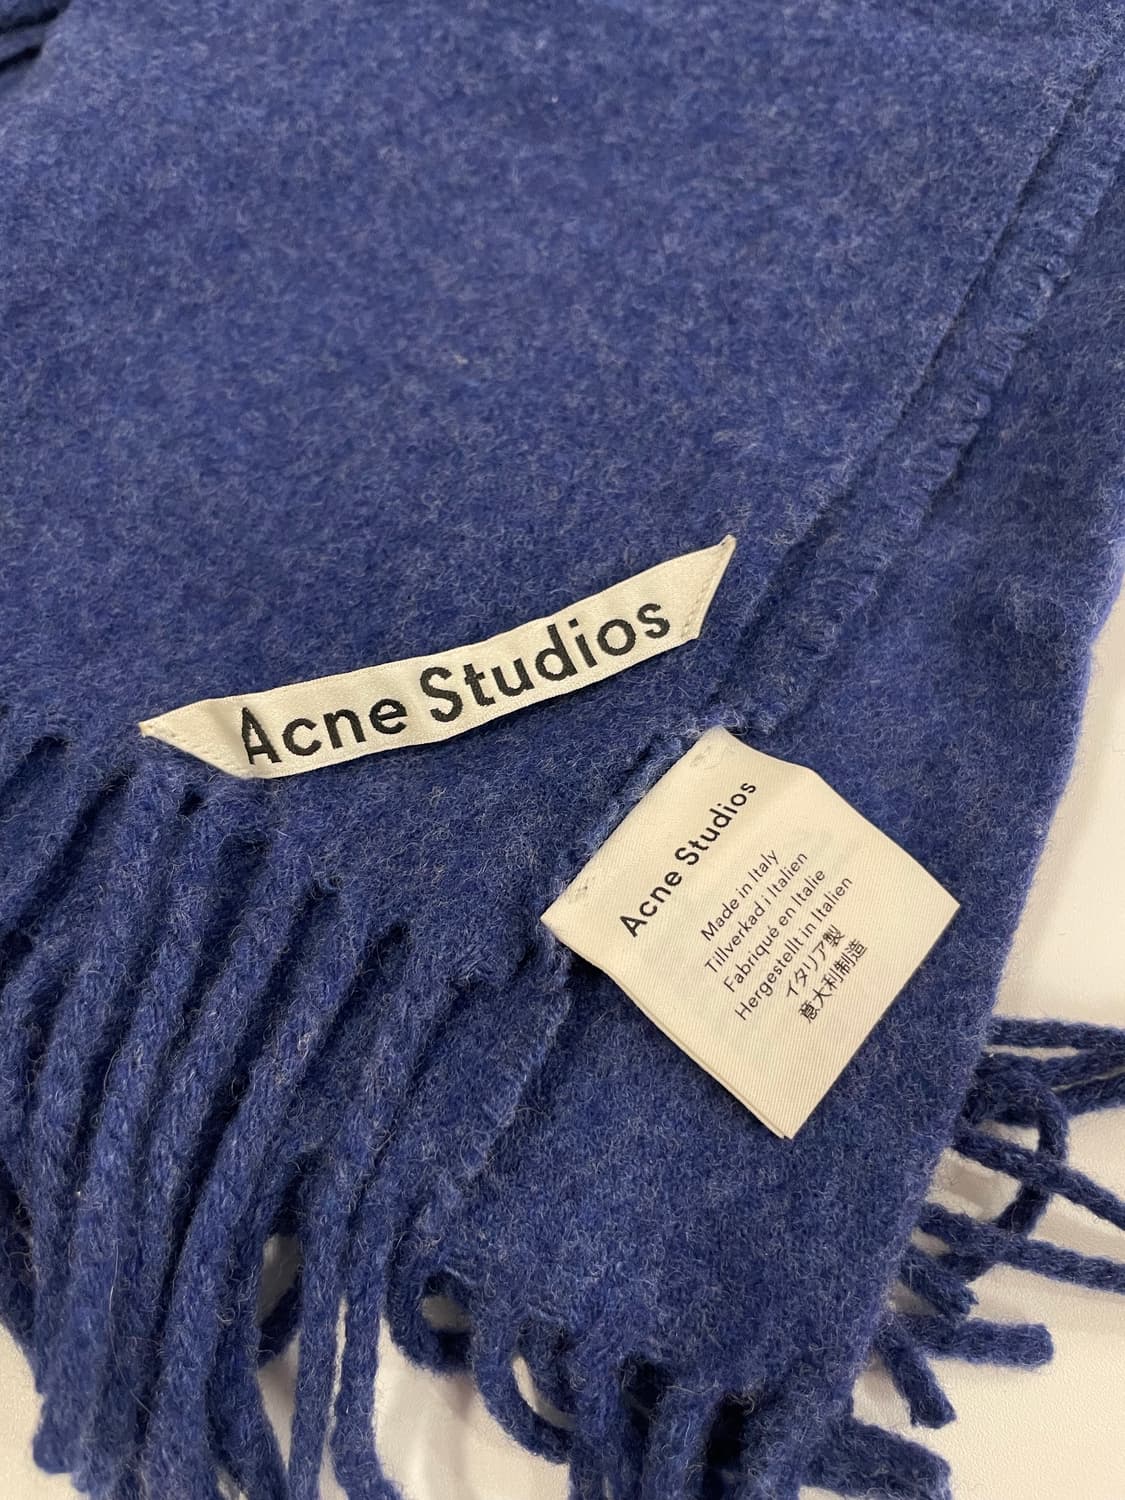 Acne Studios
Acne Studios
Made in Italy
Tillverkad i Italien
Fabriqué en Italie
Hergestellt in Italien
イタリア製
意大利制造